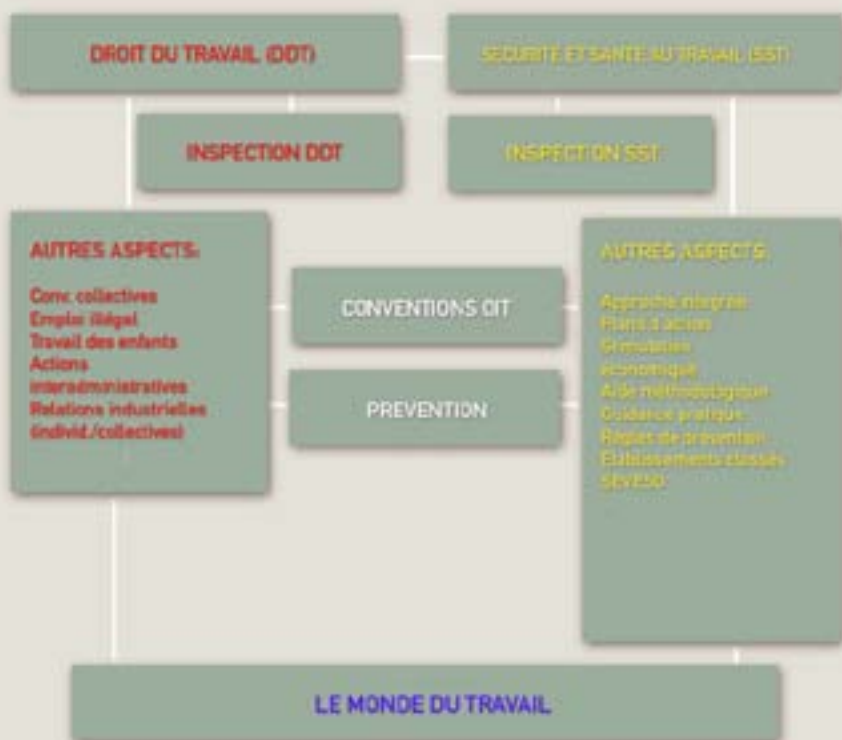 DROIT DU TRAVAIL (DDT)
SECURITE ET SANTE AU TRAVAIL (SST)
INSPECTION DDT
INSPECTION SST
AUTRES ASPECTS:
Conv. collectives
Emploi illégal
Travail des enfants
Actions
interadministratives
Relations industrielles
(individ./collectives)
CONVENTIONS OIT
PREVENTION
AUTRES ASPECTS:
Approche intégrale
Plans d'action
Stimulation
économique
Aide méthodologique
Guidance pratique
Règles de prévention
Etablissements classés
SEVESO
LE MONDE DU TRAVAIL